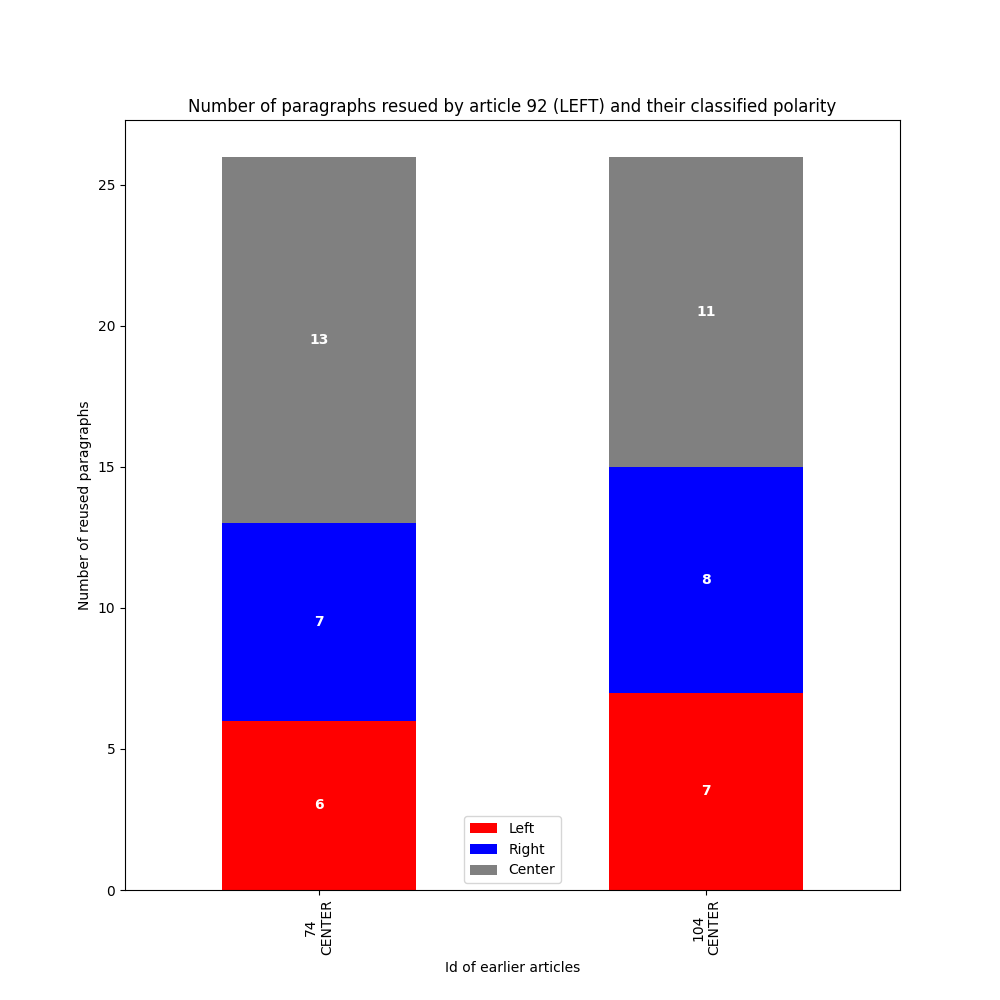 Number of paragraphs resued by article 92 (LEFT) and their classified polarity
25
20
15
10
5
0
Number of reused paragraphs
13
7
6
11
8
7
Left
Right
Center
74
CENTER
104
CENTER
Id of earlier articles